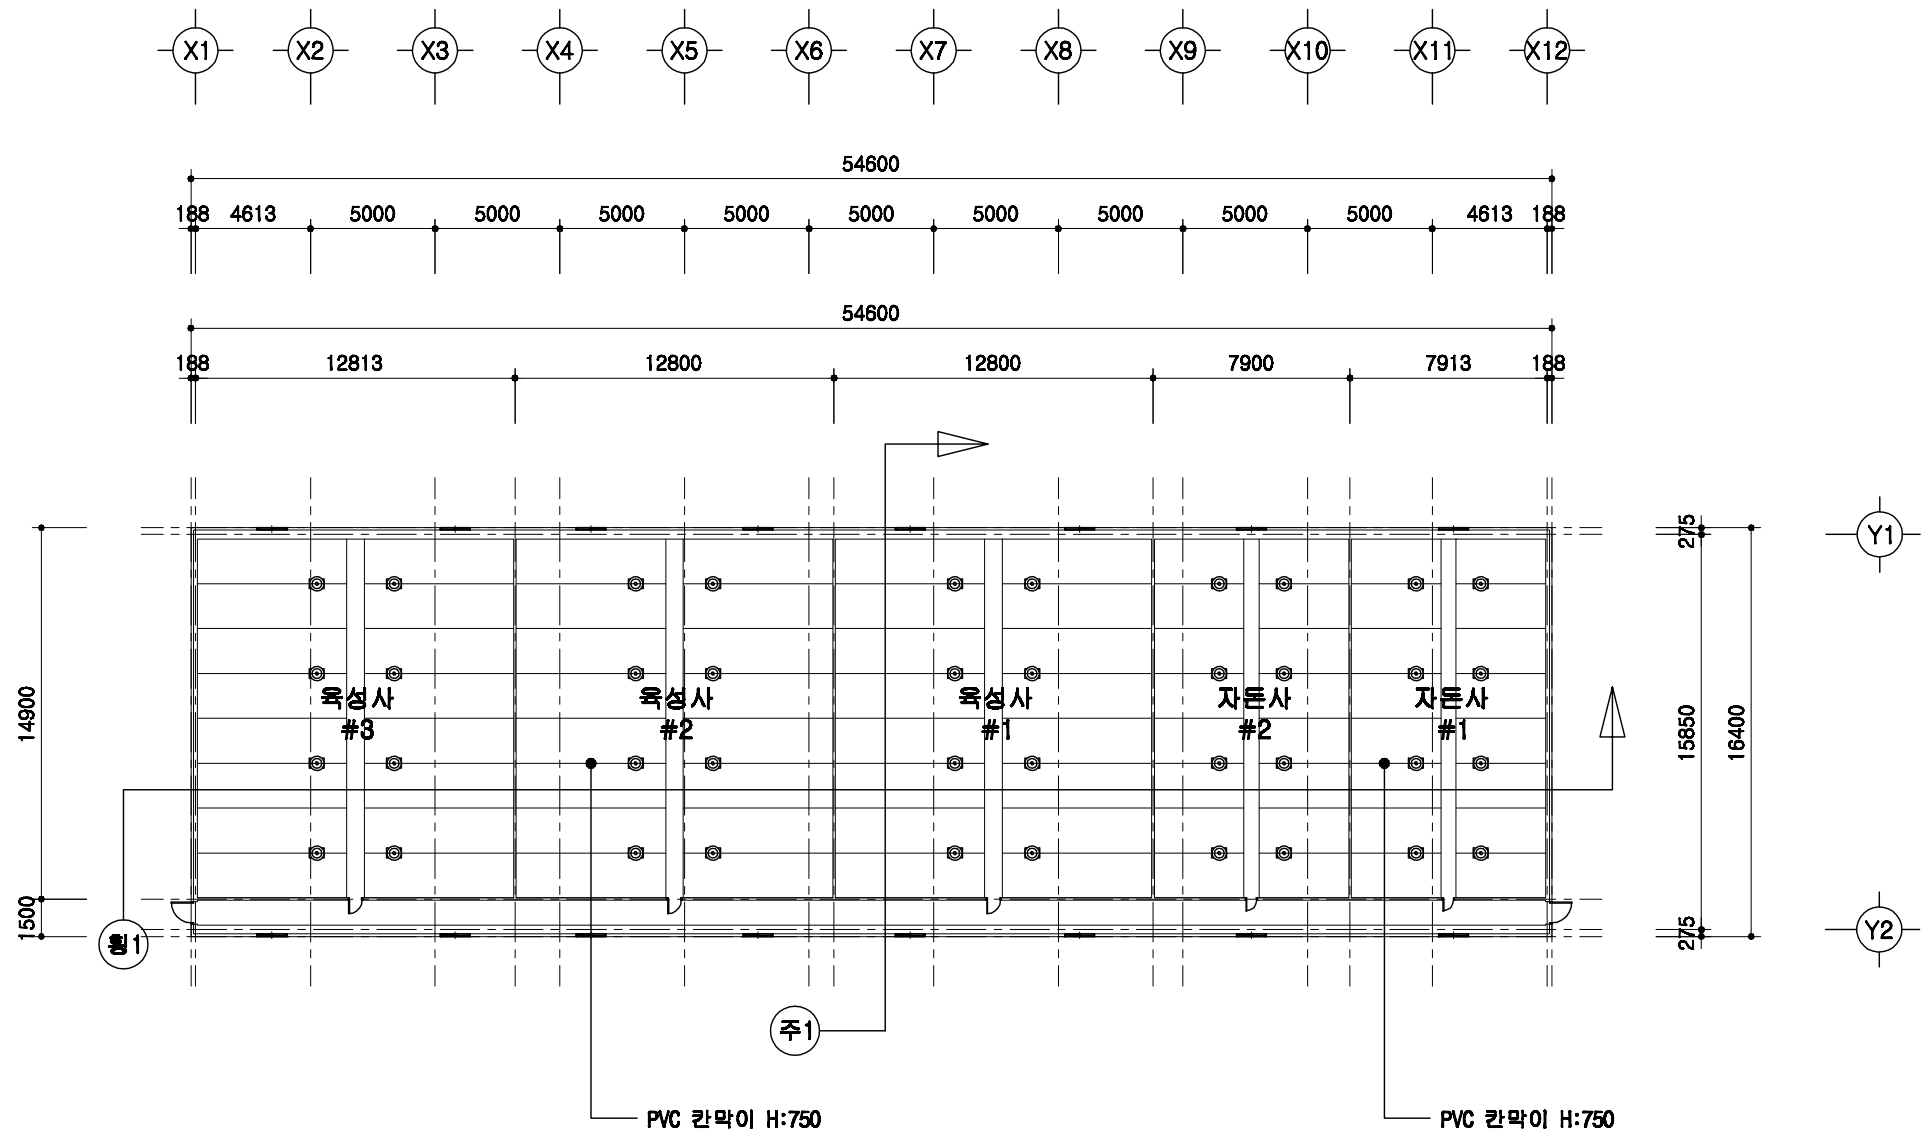 X1 X2 X3 X4 X5 X6 X7 X8 X9 X10 X11 X12
54600
188 4613 5000 5000 5000 5000 5000 5000 5000 5000 5000 4613 188
54600
188 12813 12800 12800 7900 7913 188
275
Y1
육성사 육성사 육성사 자돈사 자돈사
#3 #2 #1 #2 #1
14900
15850
16400
1500
횡1
275
Y2
주1
PVC 칸막이 H:750 PVC 칸막이 H:750